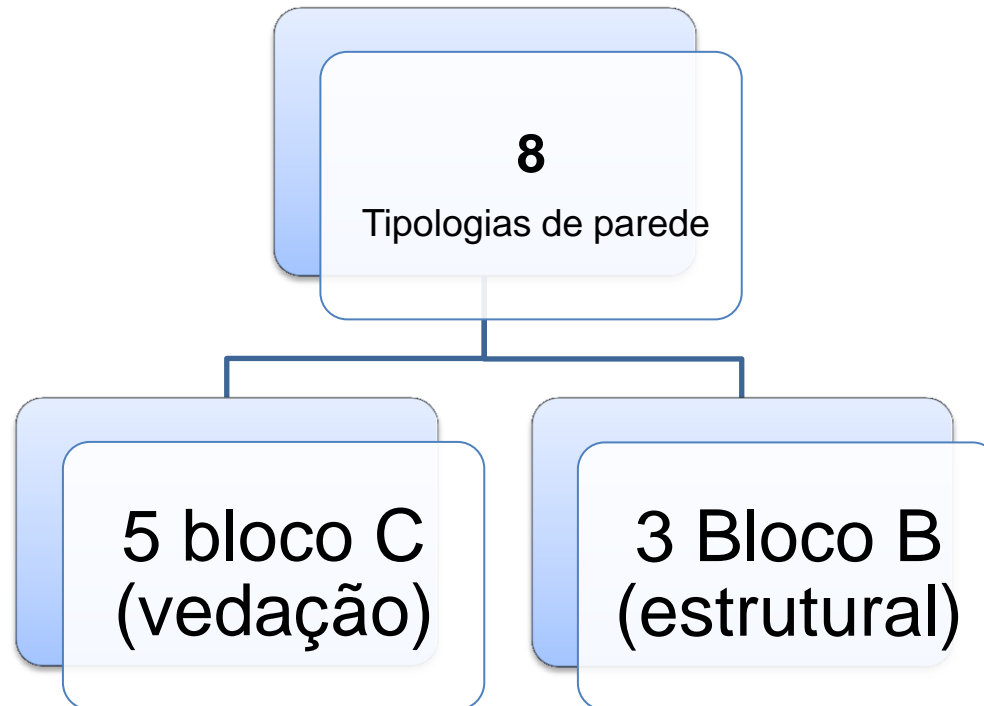 8
Tipologias de parede
5 bloco C
(vedação)
3 Bloco B
(estrutural)